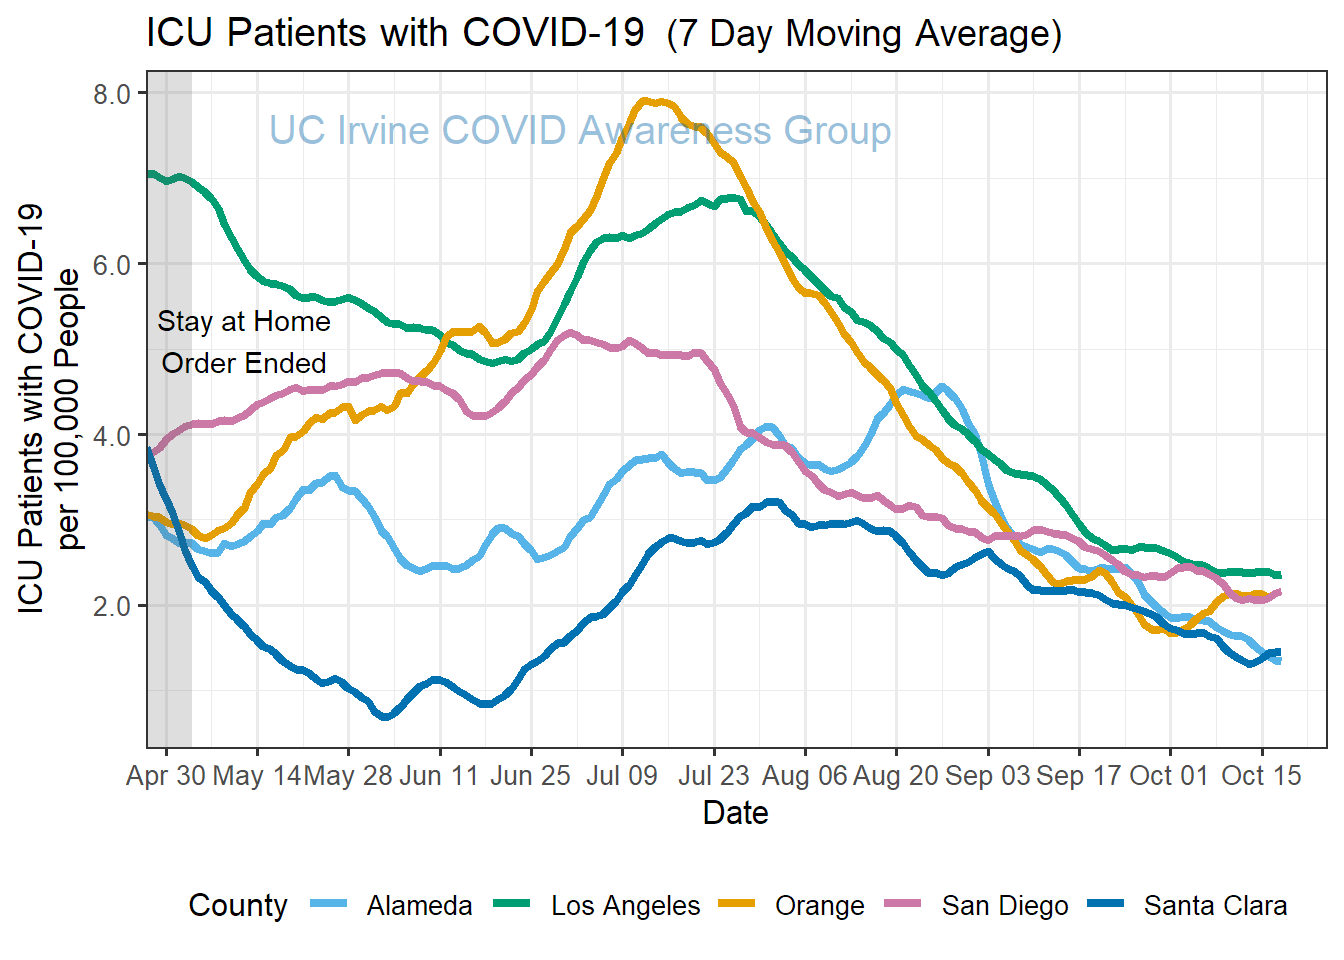 ICU Patients with COVID-19 (7 Day Moving Average)
UC Irvine COVID Awareness Group
8.0
6.0
4.0
2.0
ICU Patients with COVID-19
per 100,000 People
Stay at Home
Order Ended
Apr 30 May 14 May 28 Jun 11 Jun 25 Jul 09 Jul 23 Aug 06 Aug 20 Sep 03 Sep 17 Oct 01 Oct 15
Date
County Alameda Los Angeles Orange San Diego Santa Clara